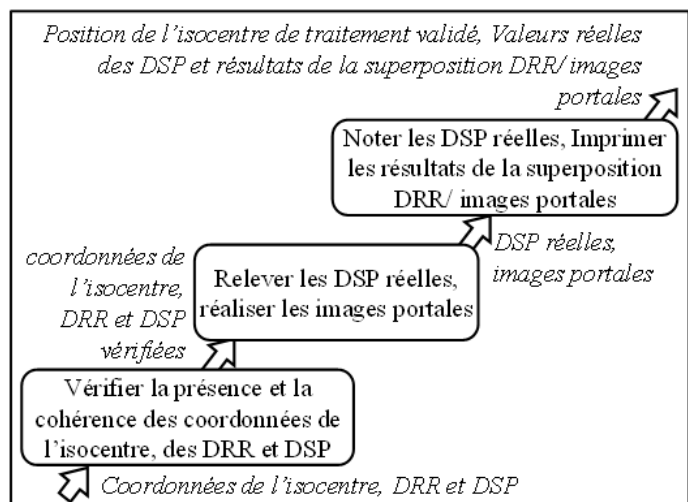 Position de l’isocentre de traitement validé, Valeurs réelles
des DSP et résultats de la superposition DRR/ images
portales
Noter les DSP réelles, Imprimer
les résultats de la superposition
DRR/ images portales
DSP réelles,
images portales
coordonnées de
l’isocentre,
DRR et DSP
vérifiées
Relever les DSP réelles,
réaliser les images portales
Vérifier la présence et la
cohérence des coordonnées de
l’isocentre, des DRR et DSP
Coordonnées de l’isocentre, DRR et DSP